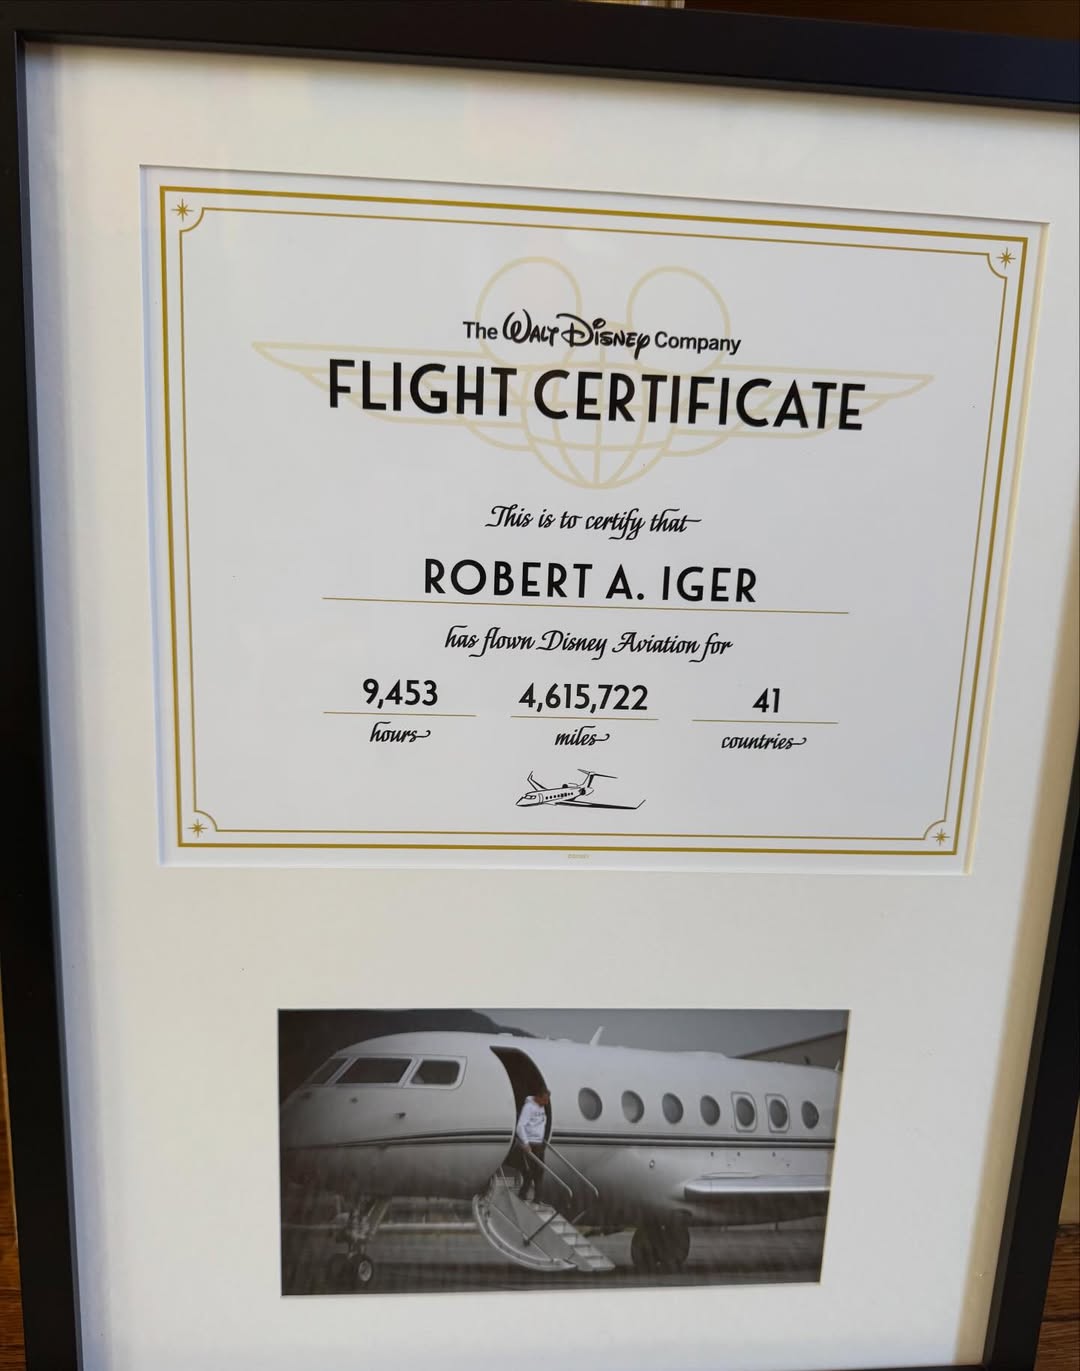 The WALT DISNEY Company
FLIGHT CERTIFICATE
This is to certify that
ROBERT A. IGER
has flown Disney Aviation for
9,453 4,615,722 41
hours miles countries
©DISNEY